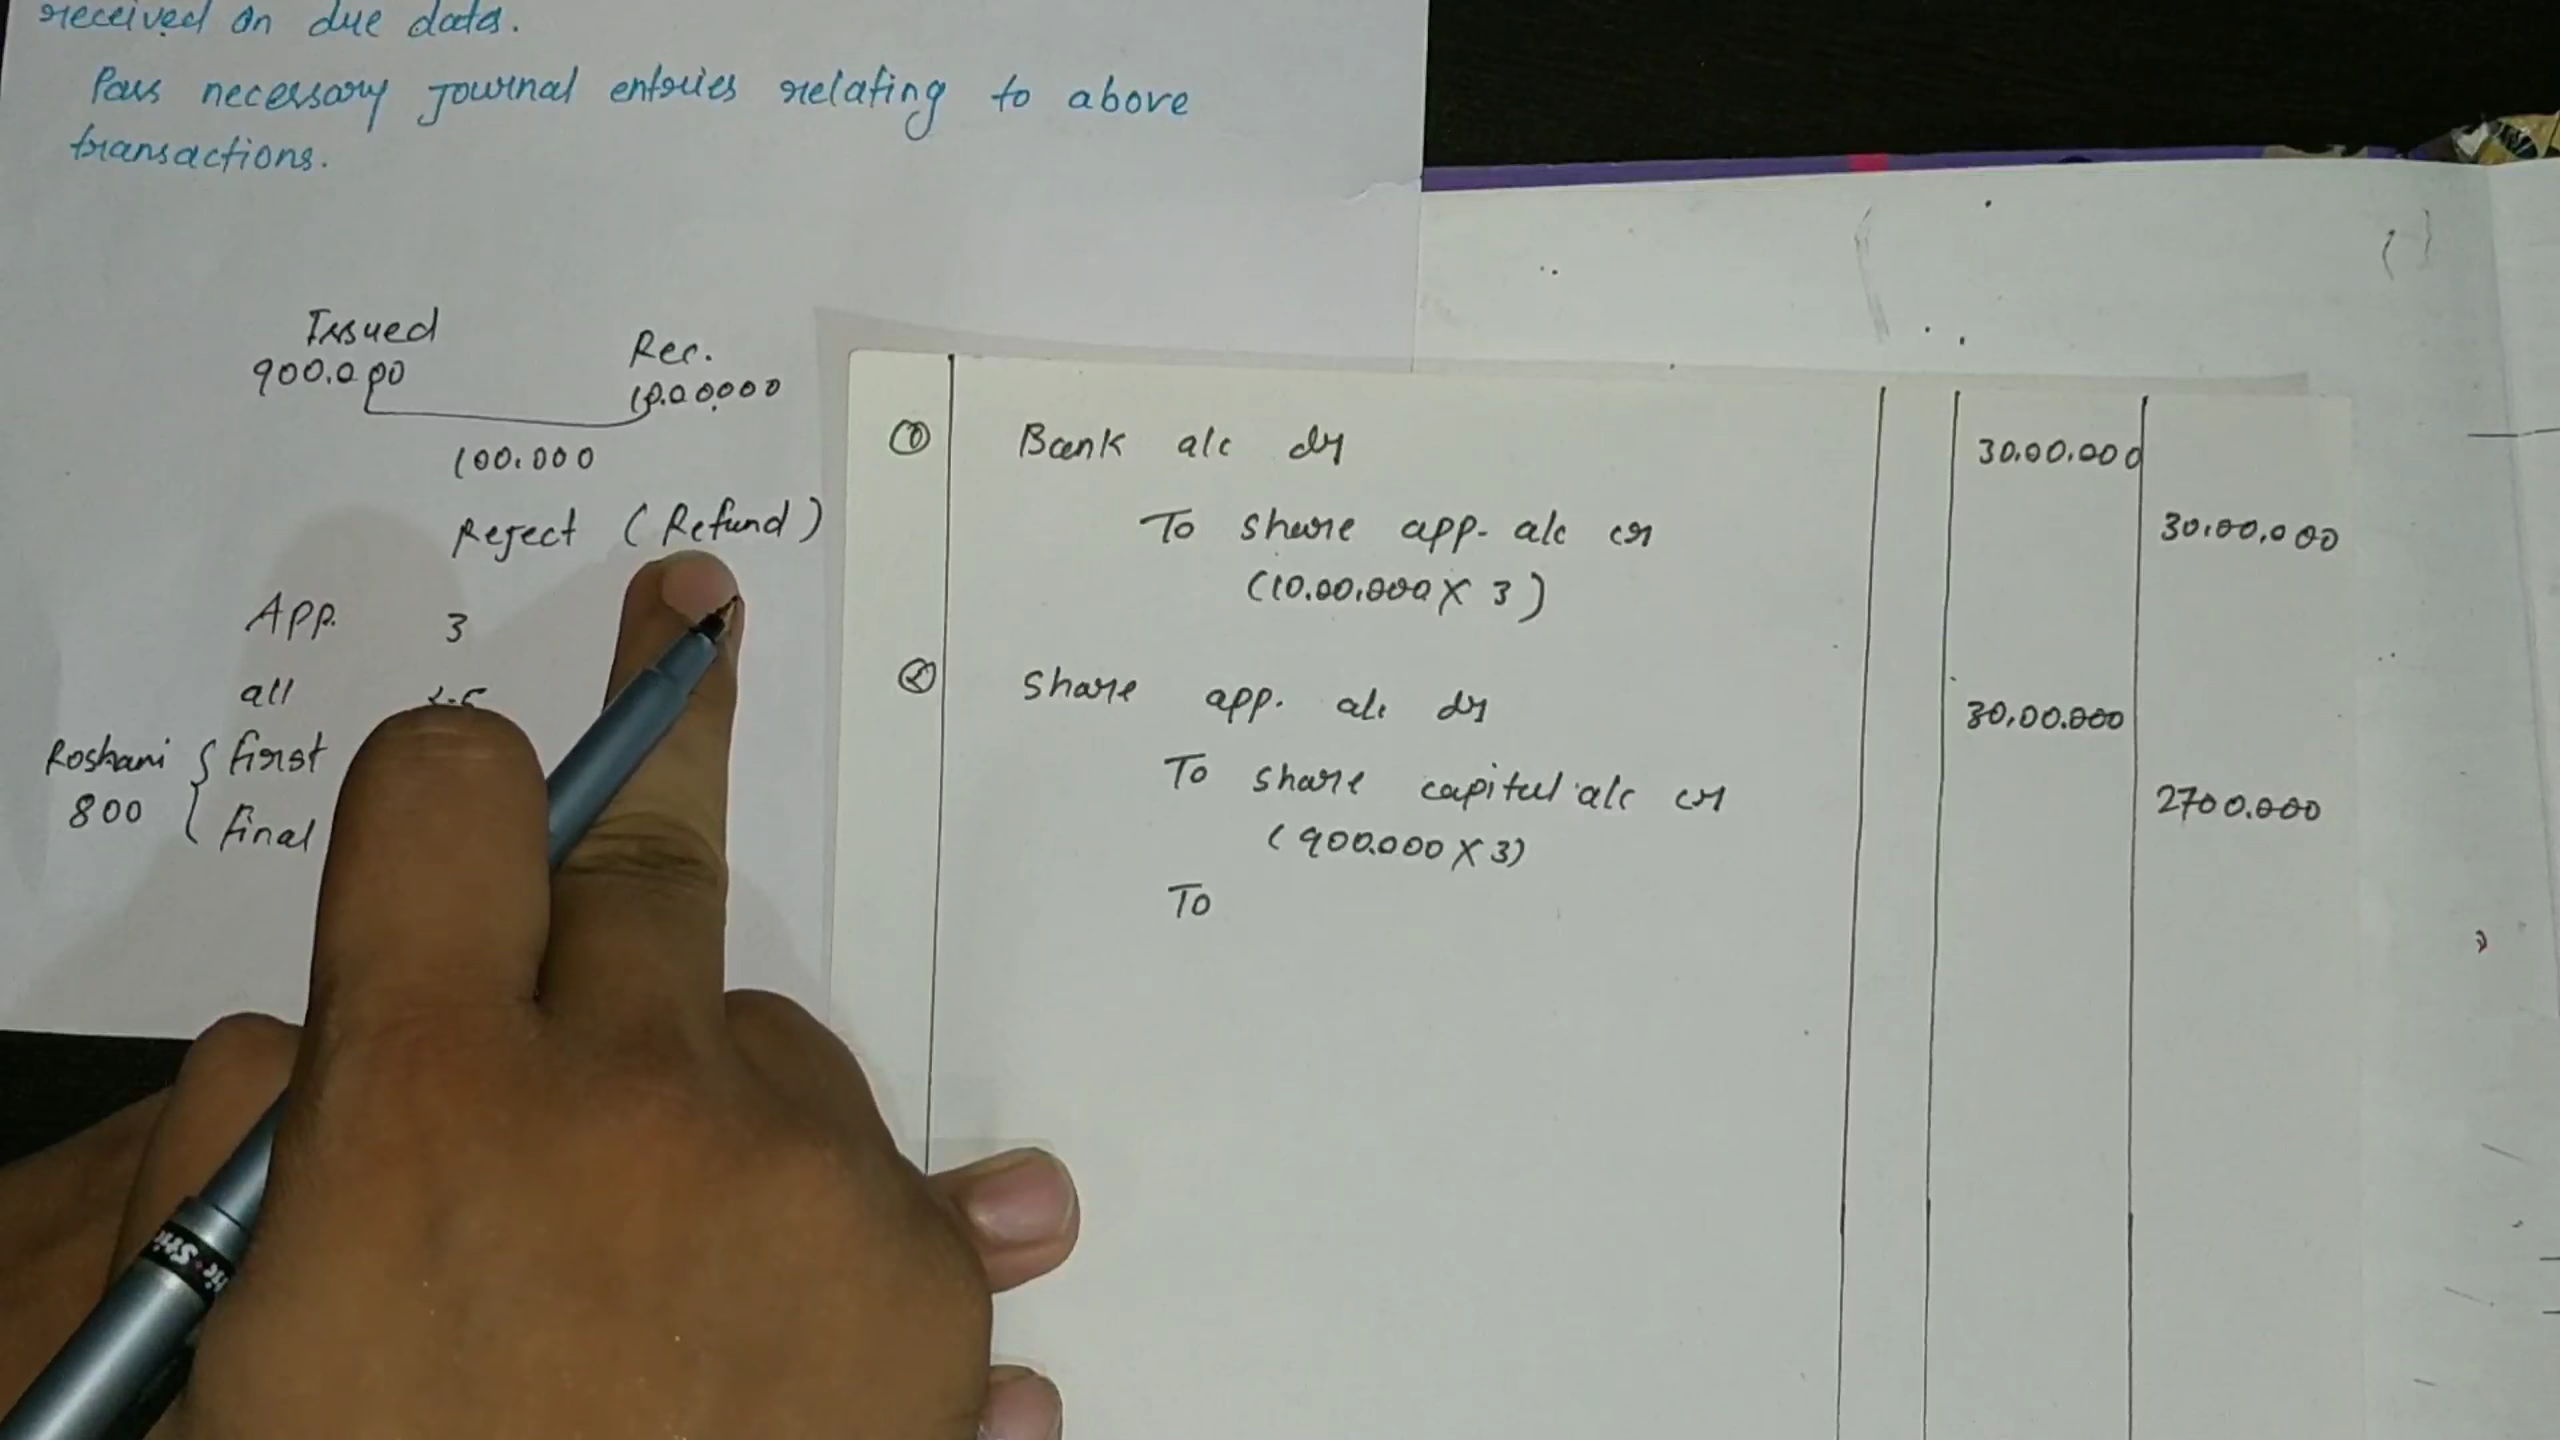 received on due dates.
Pass necessary Journal entries relating to above
transactions.
Issued
900.000
Rec.
10.00.000
100.000
Reject (Refund)
App. 3
all
Roshani { first
800 { final
① Bank a/c dr 30.00.000
To share app. a/c cr 30.00.000
(10.00.000 X 3)
② Share app. a/c dr 30,00.000
To share capital a/c cr 2700.000
(900.000 X 3)
To